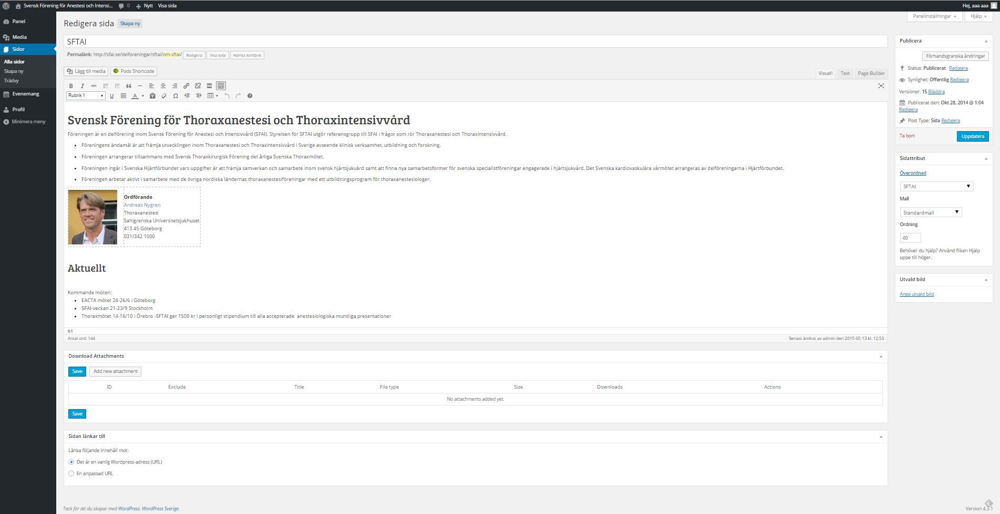 Svensk Förening för Anestesi och Intensi... 0 Nytt Visa sida
Hej, aaa aaa
Panel
Media
Sidor
Alla sidor
Skapa ny
Trädvy
Evenemang
Profil
Minimera meny
Panelinställningar
Hjälp
Redigera sida Skapa ny
SFTAI
Permalänk: http://sfai.se/delforeningar/sftai/om-sftai/ Redigera Visa sida Hämta kortlänk
Lägg till media Pods Shortcode
Visuell Text Page Builder
B I ABC
Rubrik 1 U A Ω
Svensk Förening för Thoraxanestesi och Thoraxintensivvård
Föreningen är en delförening inom Svensk Förening för Anestesi och Intensivvård (SFAI). Styrelsen för SFTAI utgör referensgrupp till SFAI i frågor som rör Thoraxanestesi och Thoraxintensivvård.
• Föreningens ändamål är att främja utvecklingen inom Thoraxanestesi och Thoraxintensivvård i Sverige avseende klinisk verksamhet, utbildning och forskning.
• Föreningen arrangerar tillsammans med Svensk Thoraxkirurgisk Förening det årliga Svenska Thoraxmötet.
• Föreningen ingår i Svenska Hjärtförbundet vars uppgifter är att främja samverkan och samarbete inom svensk hjärtsjukvård samt att finna nya samarbetsformer för svenska specialistföreningar engagerade i hjärtsjukvård. Det Svenska kardiovaskulära vårmötet arrangeras av delföreningarna i Hjärtförbundet.
• Föreningen arbetar aktivt i samarbete med de övriga nordiska ländernas thoraxanestesiföreningar med ett utbildningsprogram för thoraxanestesiologer.
Ordförande
Andreas Nygren
Thoraxanestesi
Sahlgrenska Universitetsjukhuset
413 45 Göteborg
031/342 1000
Aktuellt
Kommande möten:
• EACTA mötet 24-26/6 i Göteborg
• SFAI-veckan 21-23/9 Stockholm
• Thoraxmötet 14-16/10 i Örebro -SFTAI ger 1500 kr i personligt stipendium till alla accepterade anestesiologiska muntliga presentationer
h1
Antal ord: 144
Senast ändrat av admin den 2015-05-13 kl. 12:53
Download Attachments
Save Add new attachment
ID Exclude Title File type Size Downloads Actions
No attachments added yet.
Save
Sidan länkar till
Länka följande innehåll mot:
Det är en vanlig Wordpress-adress (URL)
En anpassad URL
Publicera
Förhandsgranska ändringar
Status: Publicerat Redigera
Synlighet: Offentlig Redigera
Versioner: 15 Bläddra
Publicerat den: Okt 28, 2014 @ 1:04
Redigera
Post Type: Sida Redigera
Ta bort
Uppdatera
Sidattribut
Överordnad
SFTAI
Mall
Standardmall
Ordning
40
Behöver du hjälp? Använd fliken Hjälp
uppe till höger.
Utvald bild
Ange utvald bild
Tack för att du skapar med WordPress. WordPress Sverige.
Version 4.3.1